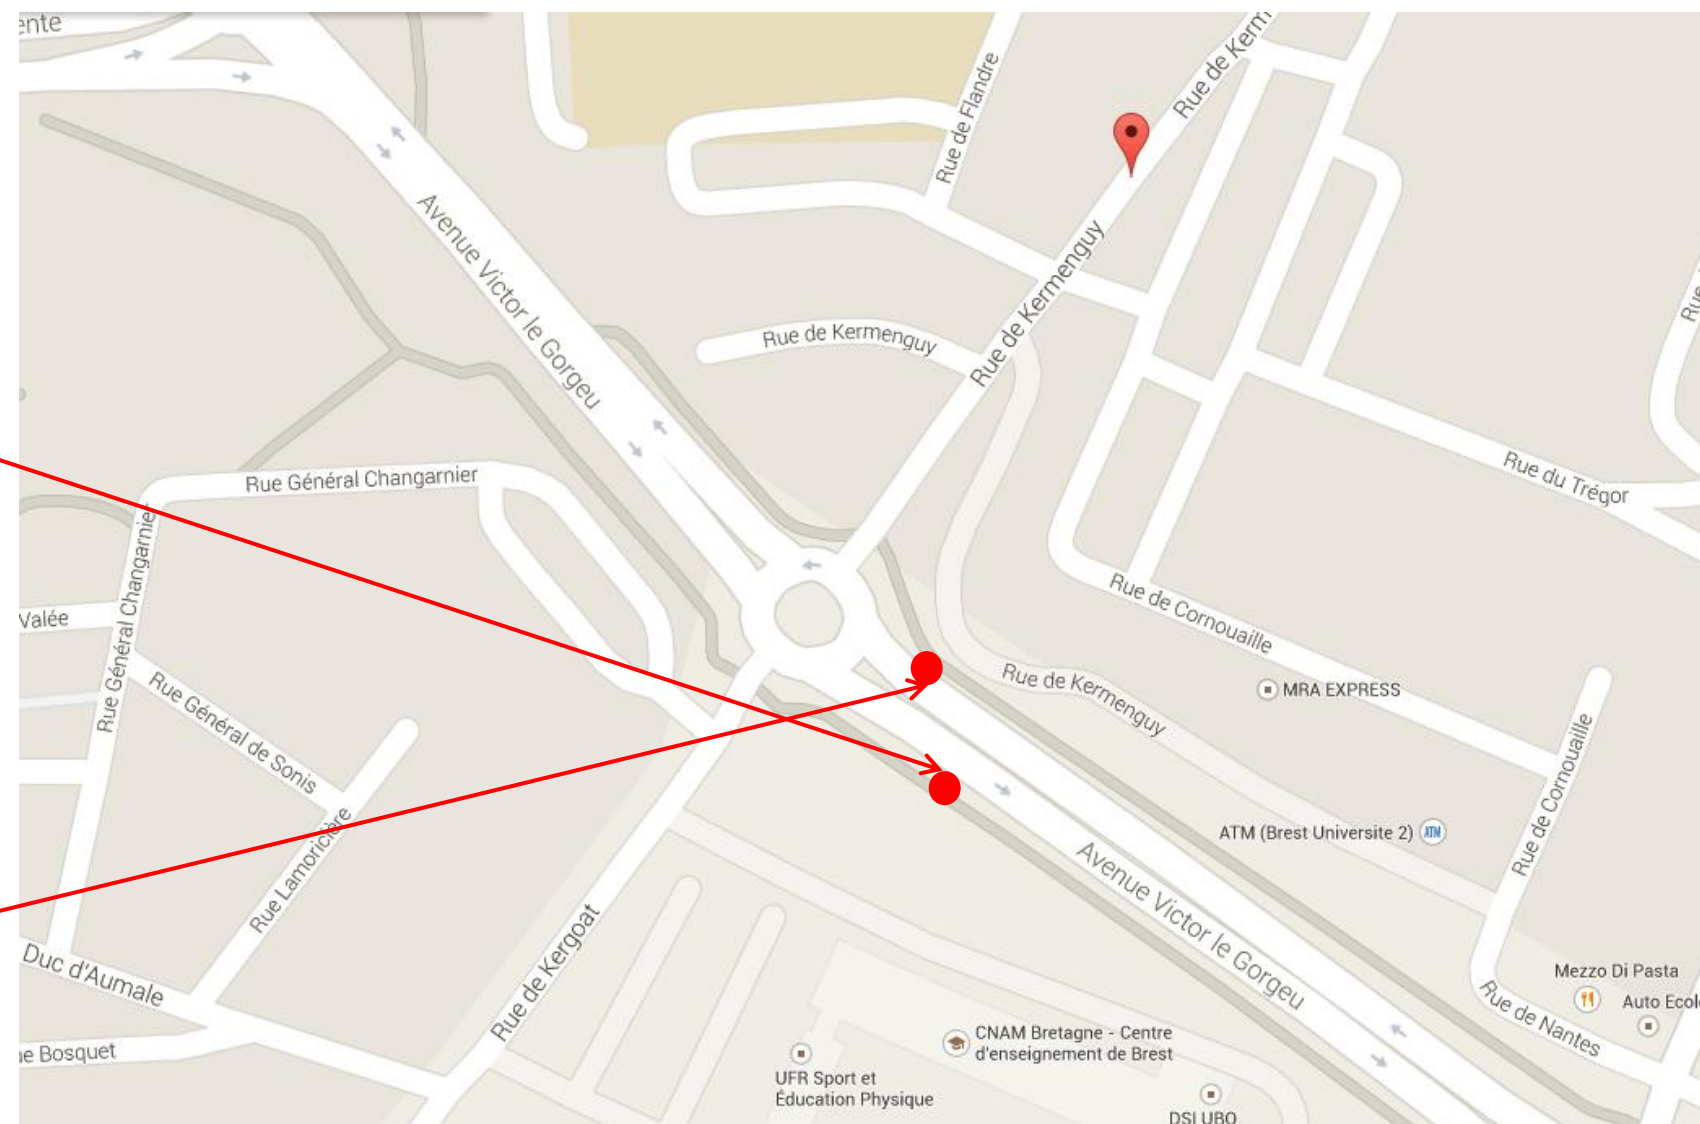 ente
Rue de Kerm
Rue de Flandre
Avenue Victor le Gorgeu
Rue de Kermenguy
Rue de Kermenguy
Rue
Rue du Trégor
Rue Général Changarnier
Rue Général Changarnier
Valée
Rue de Cornouaille
Rue de Kermenguy
MRA EXPRESS
Rue Général de Sonis
Rue de Cornouaille
Rue Lamoricière
ATM (Brest Universite 2)
ATM
Avenue Victor le Gorgeu
Rue de Kergoat
Duc d'Aumale
Mezzo Di Pasta
Auto Ecol
Rue de Nantes
ue Bosquet
CNAM Bretagne - Centre
d'enseignement de Brest
UFR Sport et
Éducation Physique
DSI UBO